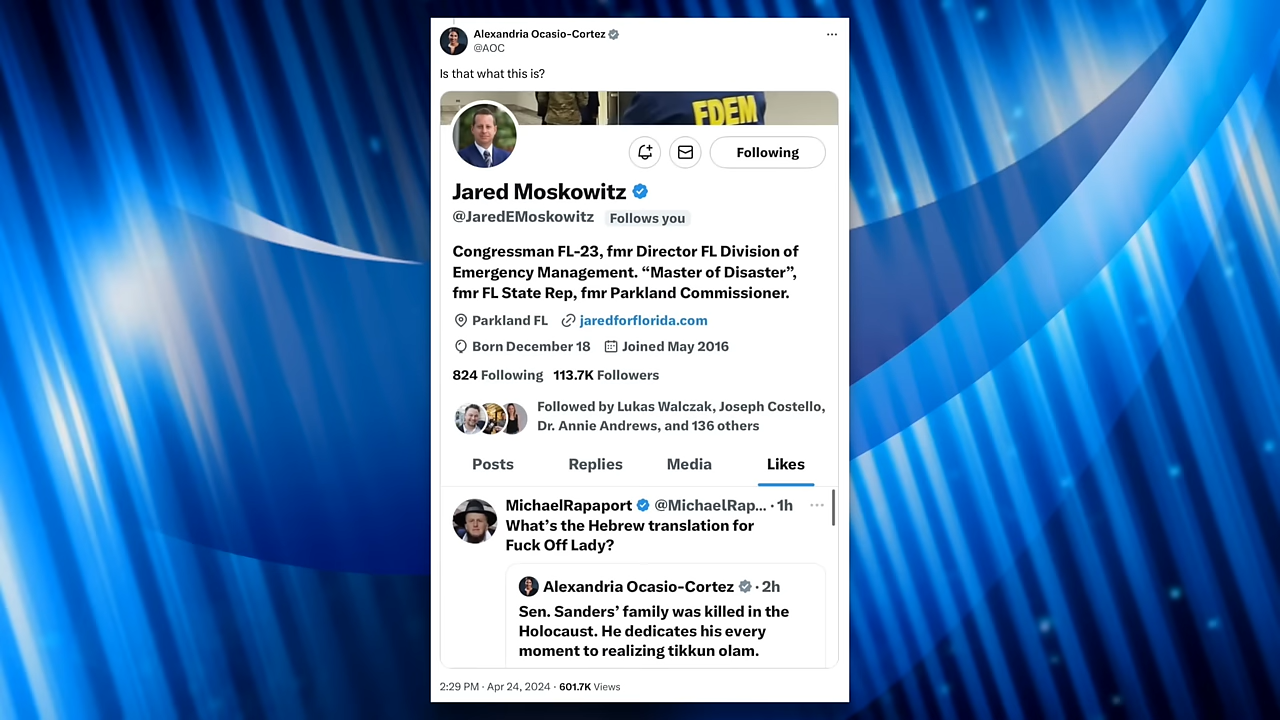 Alexandria Ocasio-Cortez
@AOC
Is that what this is?
FDEM
Following
Jared Moskowitz
@JaredEMoskowitz Follows you
Congressman FL-23, fmr Director FL Division of
Emergency Management. “Master of Disaster”,
fmr FL State Rep, fmr Parkland Commissioner.
Parkland FL jaredforflorida.com
Born December 18 Joined May 2016
824 Following 113.7K Followers
Followed by Lukas Walczak, Joseph Costello,
Dr. Annie Andrews, and 136 others
Posts Replies Media Likes
MichaelRapaport @MichaelRap... · 1h
What’s the Hebrew translation for
Fuck Off Lady?
Alexandria Ocasio-Cortez · 2h
Sen. Sanders’ family was killed in the
Holocaust. He dedicates his every
moment to realizing tikkun olam.
2:29 PM · Apr 24, 2024 · 601.7K Views